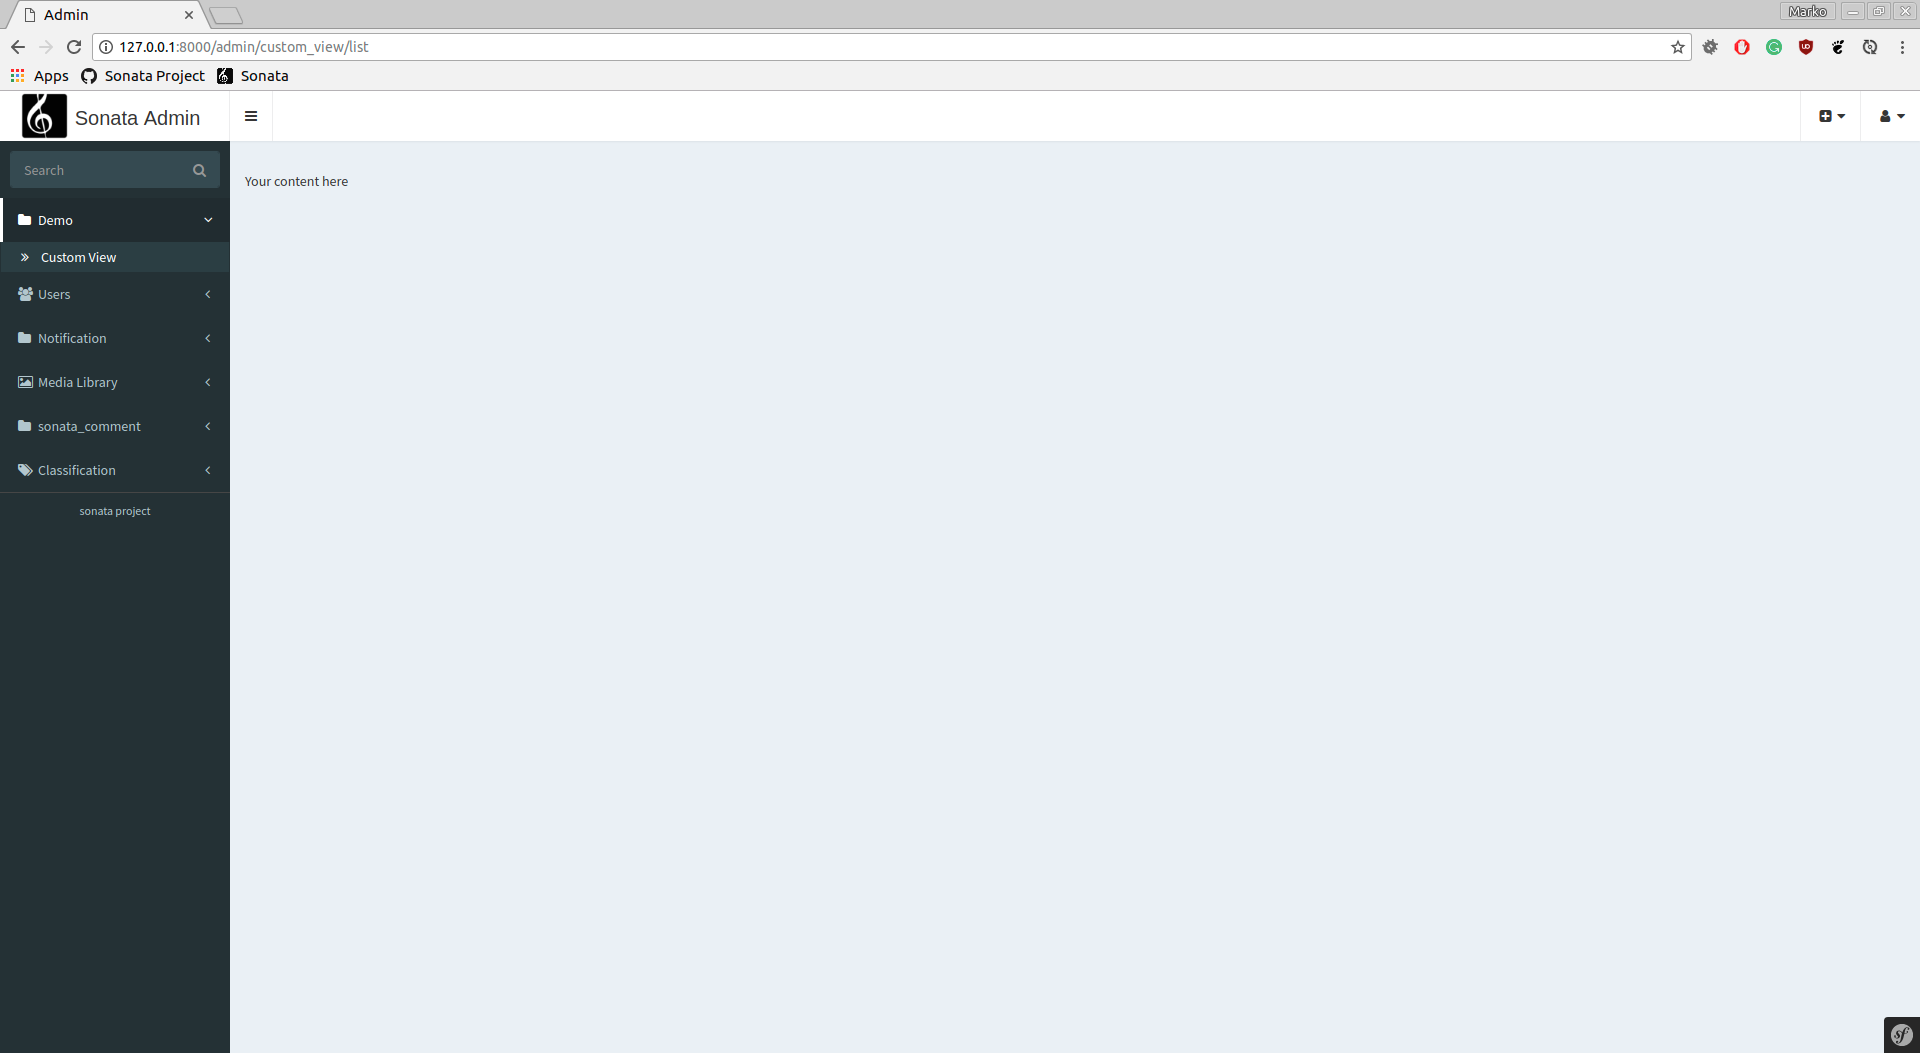 Admin
Marko
127.0.0.1:8000/admin/custom_view/list
Apps Sonata Project Sonata
Sonata Admin
Search
Your content here
Demo
Custom View
Users
Notification
Media Library
sonata_comment
Classification
sonata project
sf